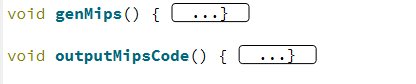 void genMips() { ...}
void outputMipsCode() { ...}